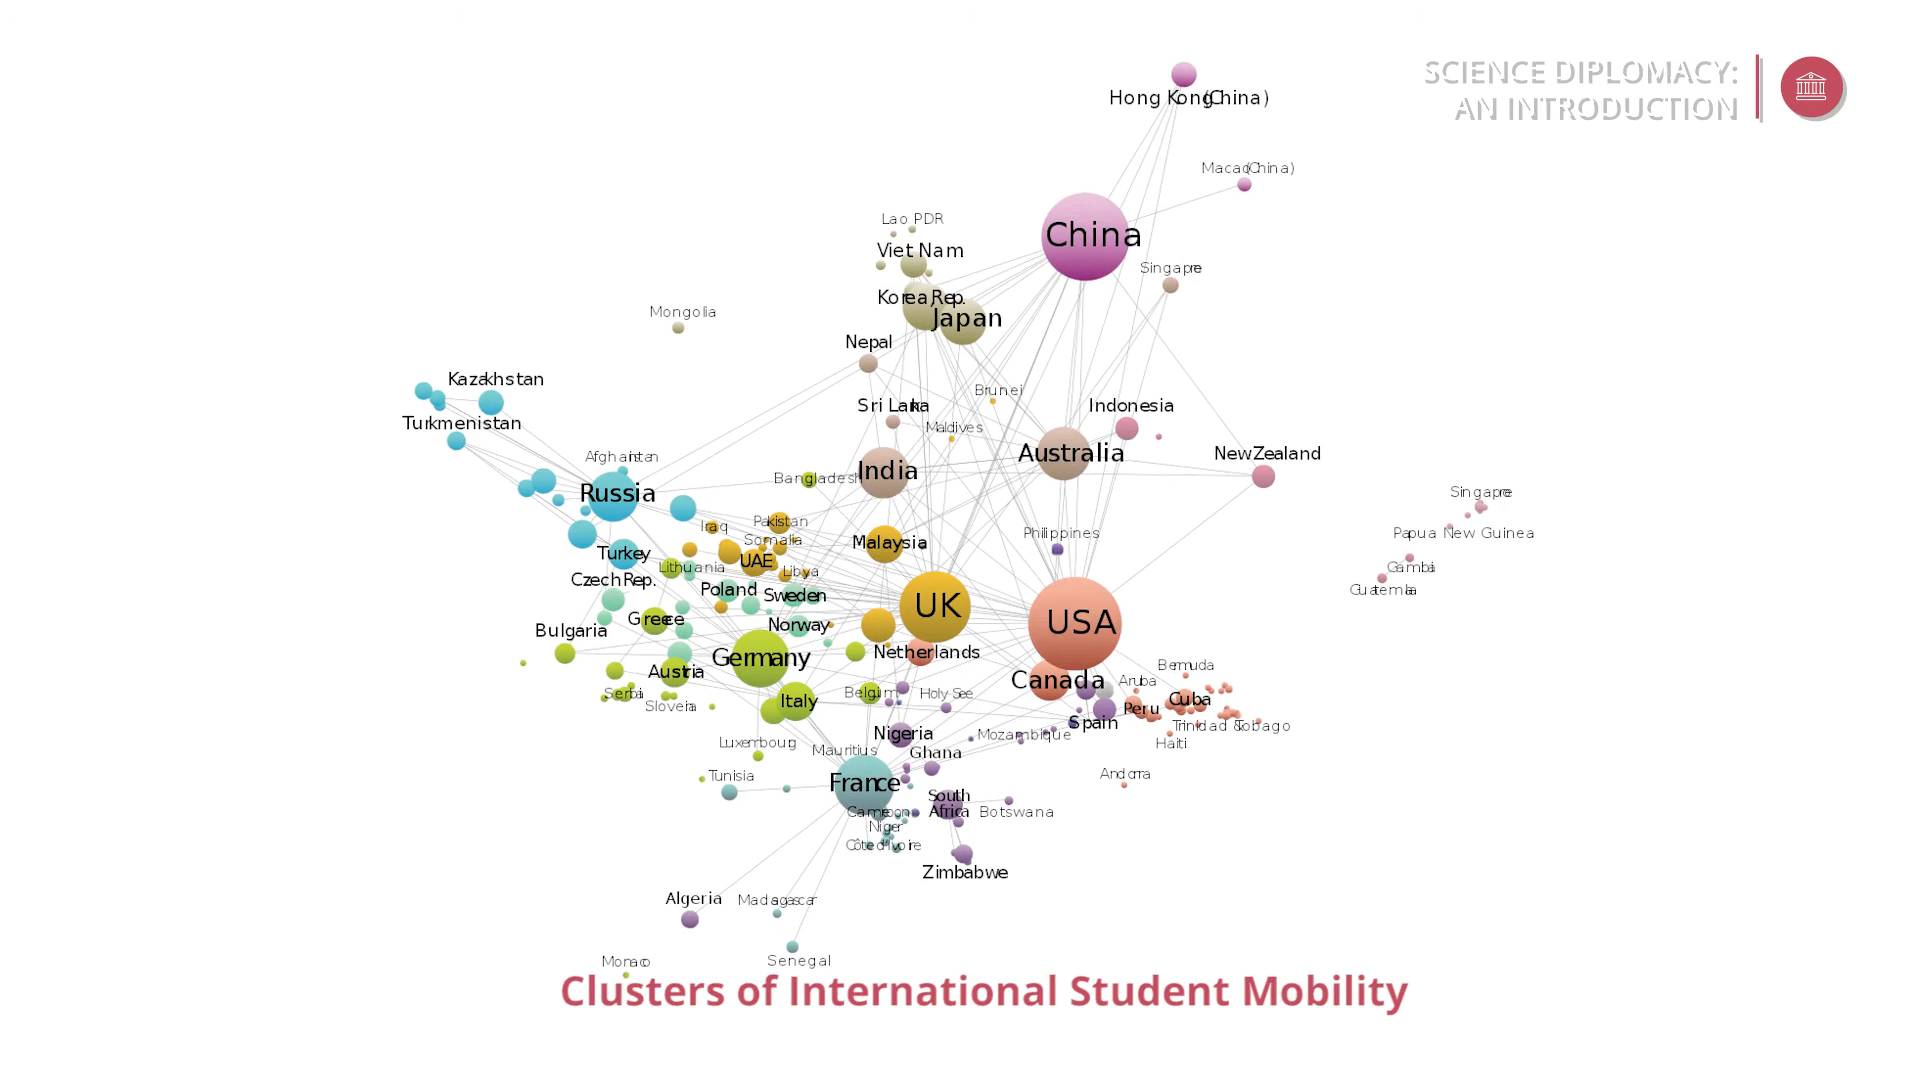 SCIENCE DIPLOMACY:
AN INTRODUCTION
Hong Kong (China)
Macao (China)
Lao PDR
China
Viet Nam
Singapore
Korea, Rep.
Mongolia
Japan
Nepal
Kazakhstan
Brunei
Sri Lanka
Indonesia
Turkmenistan
Maldives
Afghanistan
Australia
New Zealand
India
Bangladesh
Russia
Singapore
Iraq
Pakistan
Philippines
Papua New Guinea
Somalia
Malaysia
Turkey
UAE
Lithuania
Libya
Gambia
Czech Rep.
Poland
Sweden
Guatemala
UK
Greece
USA
Bulgaria
Norway
Germany
Netherlands
Bermuda
Austria
Canada
Aruba
Serbia
Italy
Belgium
Holy See
Cuba
Slovenia
Peru
Spain
Trinidad & Tobago
Luxembourg
Mauritius
Nigeria
Mozambique
Haiti
Ghana
Tunisia
France
Andorra
South
Africa
Cameroon
Botswana
Niger
Côte d'Ivoire
Zimbabwe
Algeria
Madagascar
Monaco
Senegal
Clusters of International Student Mobility